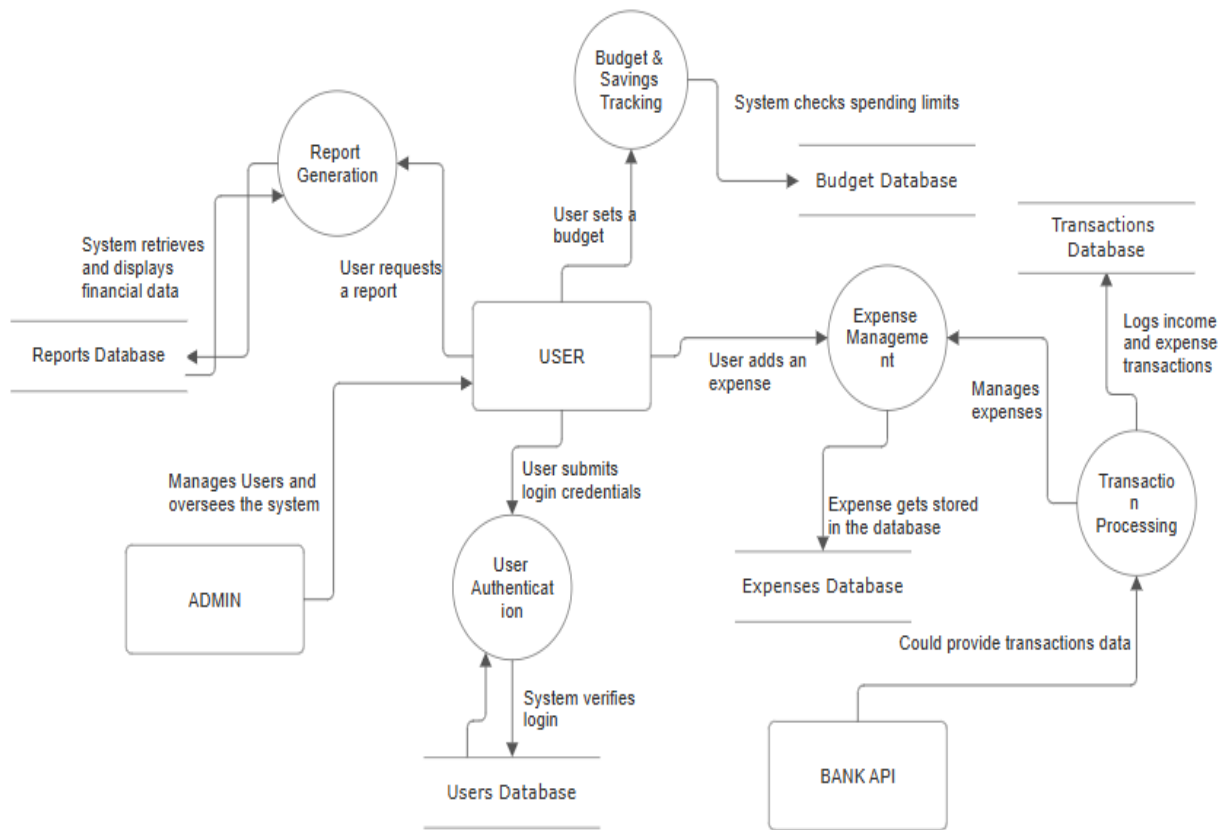 Budget &
Savings
Tracking
System checks spending limits
Budget Database
Report
Generation
User sets a
budget
Transactions
Database
System retrieves
and displays
financial data
User requests
a report
Reports Database
USER
User adds an
expense
Expense
Manageme
nt
Logs income
and expense
transactions
Manages
expenses
Manages Users and
oversees the system
User submits
login credentials
Transactio
n
Processing
Expense gets stored
in the database
ADMIN
User
Authenticat
ion
Expenses Database
Could provide transactions data
System verifies
login
Users Database
BANK API